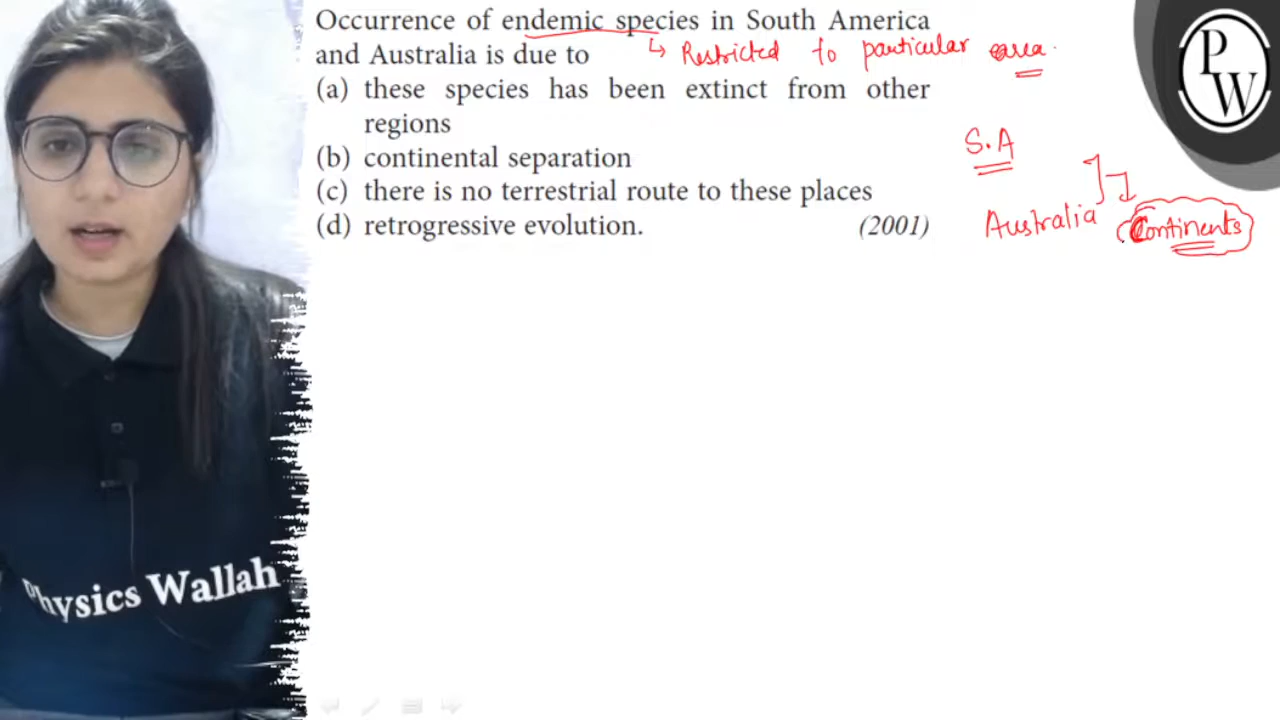 Occurrence of endemic species in South America
and Australia is due to
↳ Restricted to particular area.
(a) these species has been extinct from other
regions
(b) continental separation
(c) there is no terrestrial route to these places
(d) retrogressive evolution. (2001)
S.A
Australia
Continents
PW
Physics Wallah